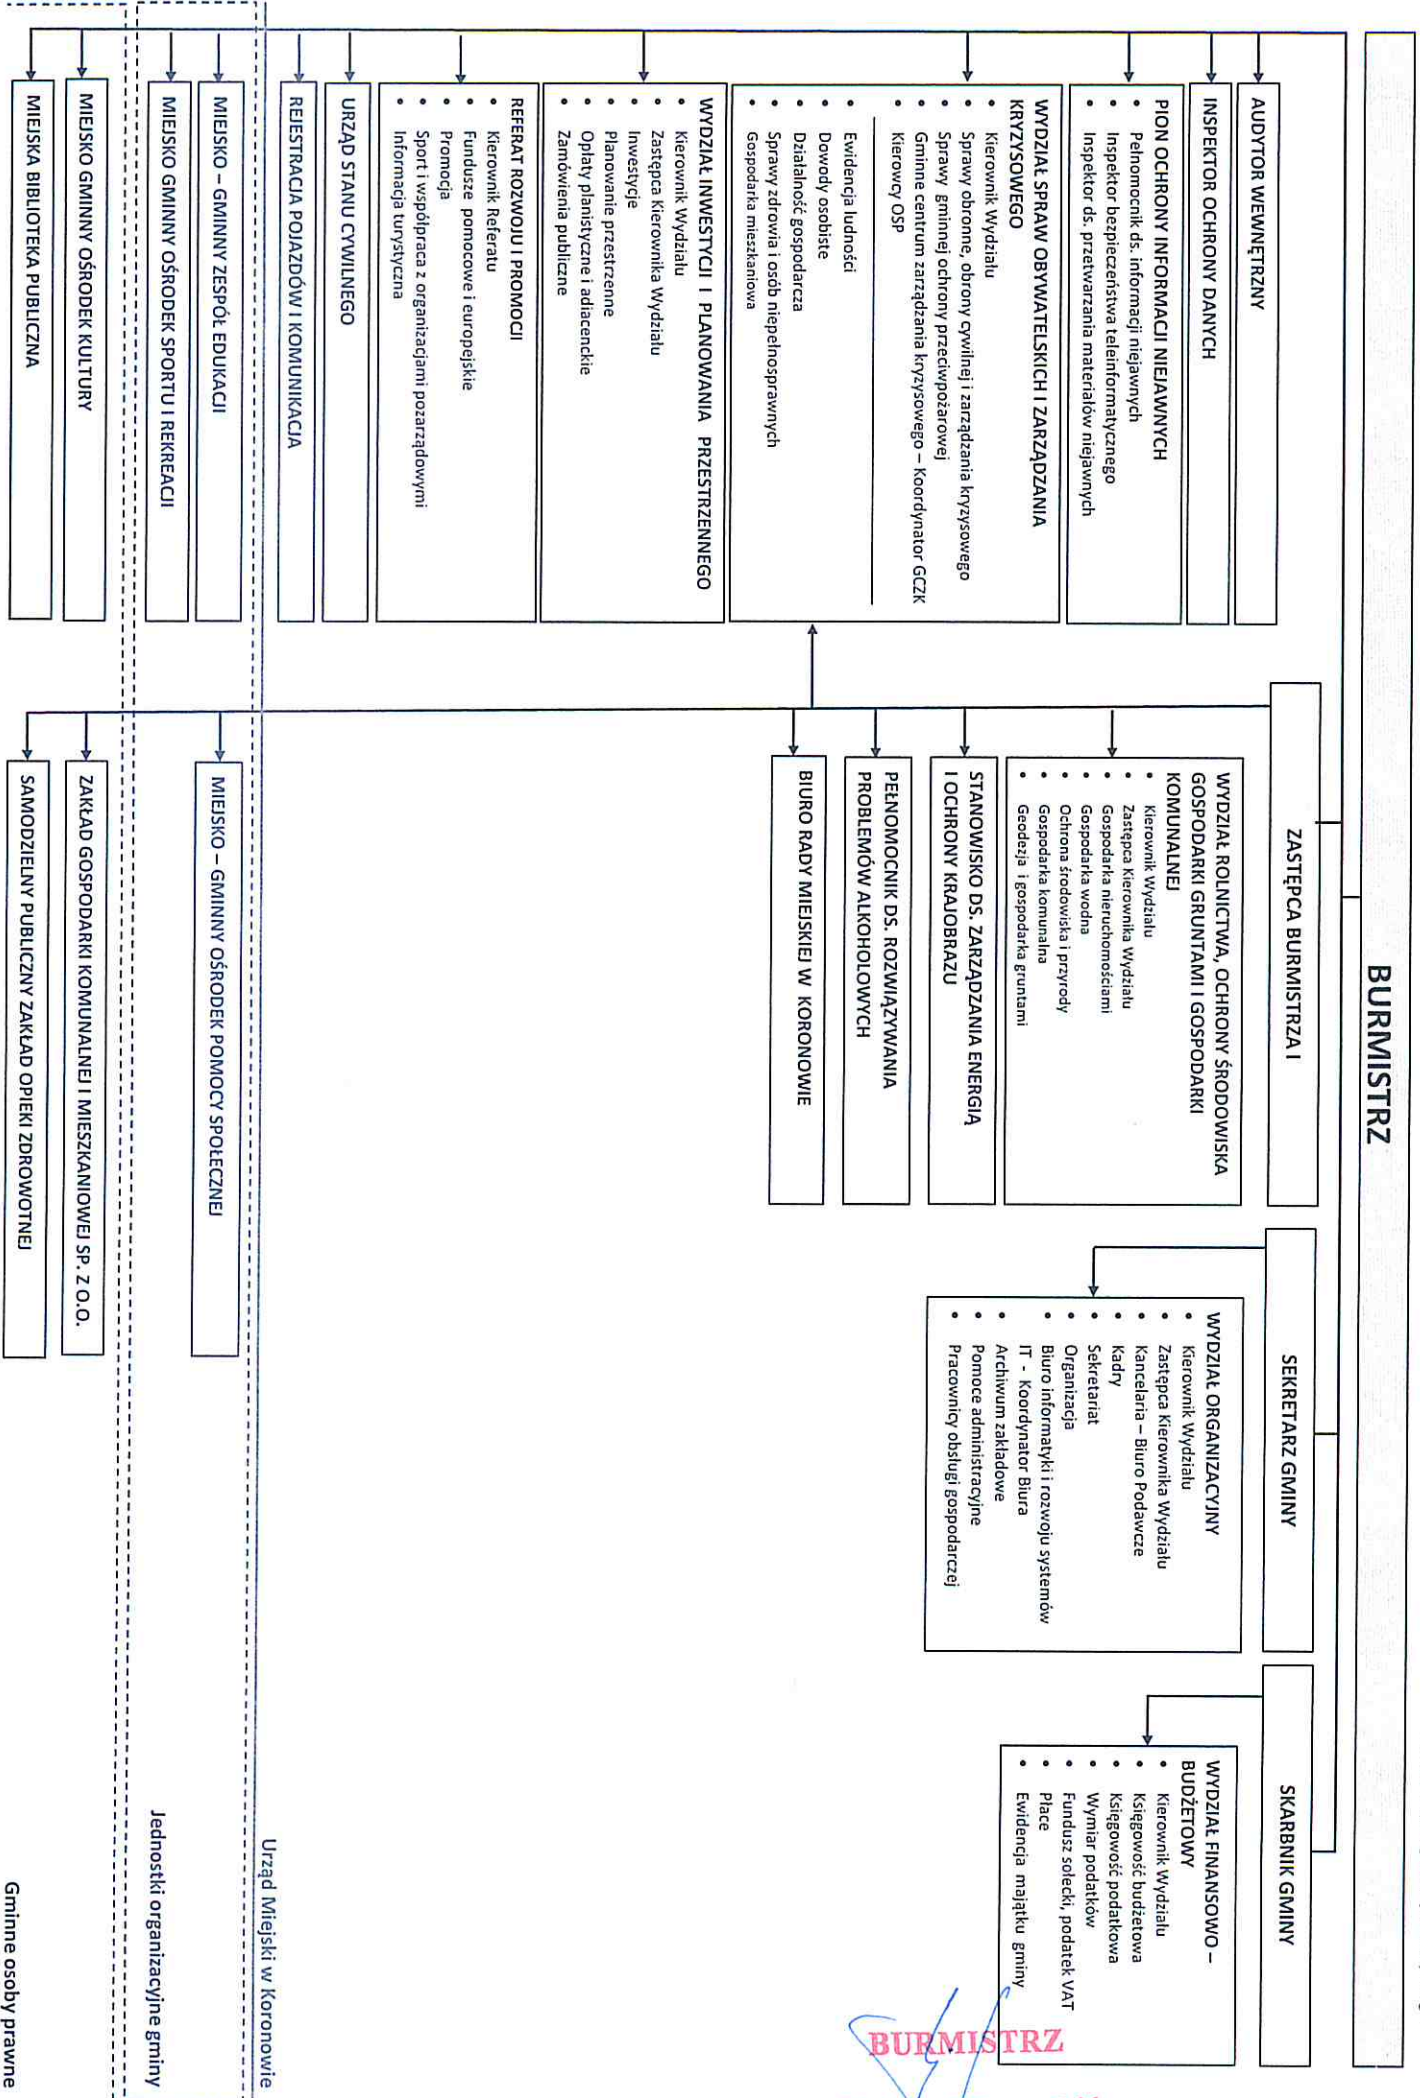 BURMISTRZ
AUDYTOR WEWNĘTRZNY
INSPEKTOR OCHRONY DANYCH
PION OCHRONY INFORMACJI NIEJAWNYCH
• Pełnomocnik ds. informacji niejawnych
• Inspektor bezpieczeństwa teleinformatycznego
• Inspektor ds. przetwarzania materiałów niejawnych
WYDZIAŁ SPRAW OBYWATELSKICH I ZARZĄDZANIA
KRYZYSOWEGO
• Kierownik Wydziału
• Sprawy obronne, obrony cywilnej i zarządzania kryzysowego
• Sprawy gminnej ochrony przeciwpożarowej
• Gminne centrum zarządzania kryzysowego – Koordynator GCZK
• Kierowcy OSP
• Ewidencja ludności
• Dowody osobiste
• Działalność gospodarcza
• Sprawy zdrowia i osób niepełnosprawnych
• Gospodarka mieszkaniowa
WYDZIAŁ INWESTYCJI I PLANOWANIA PRZESTRZENNEGO
• Kierownik Wydziału
• Zastępca Kierownika Wydziału
• Inwestycje
• Planowanie przestrzenne
• Opłaty planistyczne i adiacenckie
• Zamówienia publiczne
REFERAT ROZWOJU I PROMOCJI
• Kierownik Referatu
• Fundusze pomocowe i europejskie
• Promocja
• Sport i współpraca z organizacjami pozarządowymi
• Informacja turystyczna
URZĄD STANU CYWILNEGO
REJESTRACJA POJAZDÓW I KOMUNIKACJA
MIEJSKO – GMINNY ZESPÓŁ EDUKACJI
MIEJSKO GMINNY OŚRODEK SPORTU I REKREACJI
MIEJSKO GMINNY OŚRODEK KULTURY
MIEJSKA BIBLIOTEKA PUBLICZNA
ZASTĘPCA BURMISTRZA I
WYDZIAŁ ROLNICTWA, OCHRONY ŚRODOWISKA
GOSPODARKI GRUNTAMI I GOSPODARKI
KOMUNALNEJ
• Kierownik Wydziału
• Zastępca Kierownika Wydziału
• Gospodarka nieruchomościami
• Gospodarka wodna
• Ochrona środowiska i przyrody
• Gospodarka komunalna
• Geodezja i gospodarka gruntami
STANOWISKO DS. ZARZĄDZANIA ENERGIĄ
I OCHRONY KRAJOBRAZU
PEŁNOMOCNIK DS. ROZWIĄZYWANIA
PROBLEMÓW ALKOHOLOWYCH
BIURO RADY MIEJSKIEJ W KORONOWIE
MIEJSKO – GMINNY OŚRODEK POMOCY SPOŁECZNEJ
ZAKŁAD GOSPODARKI KOMUNALNEJ I MIESZKANIOWEJ SP. Z O.O.
SAMODZIELNY PUBLICZNY ZAKŁAD OPIEKI ZDROWOTNEJ
SEKRETARZ GMINY
WYDZIAŁ ORGANIZACYJNY
• Kierownik Wydziału
• Zastępca Kierownika Wydziału
• Kancelaria – Biuro Podawcze
• Kadry
• Sekretariat
• Organizacja
• Biuro informatyki i rozwoju systemów
IT - Koordynator Biura
• Archiwum zakładowe
• Pomoce administracyjne
• Pracownicy obsługi gospodarczej
SKARBNIK GMINY
WYDZIAŁ FINANSOWO –
BUDŻETOWY
• Kierownik Wydziału
• Księgowość budżetowa
• Księgowość podatkowa
• Wymiar podatków
• Fundusz sołecki, podatek VAT
• Płace
• Ewidencja majątku gminy
BURMISTRZ
Urząd Miejski w Koronowie
Jednostki organizacyjne gminy
Gminne osoby prawne